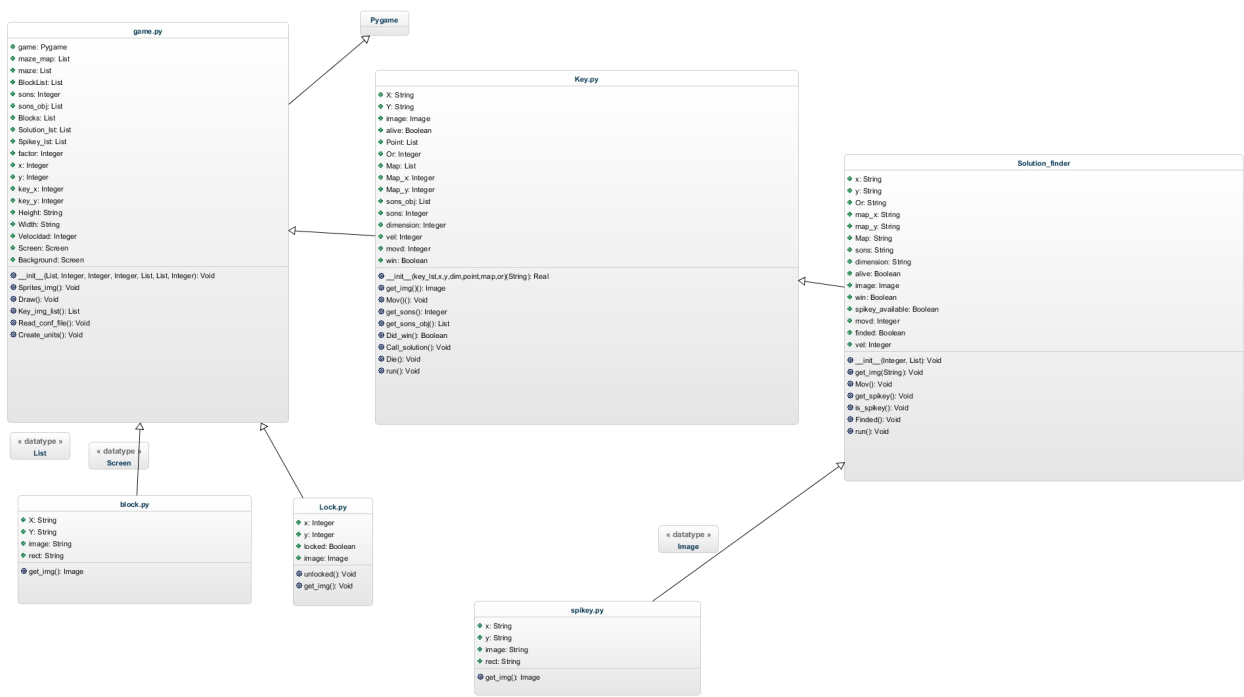 game.py
game: Pygame
maze_map: List
maze: List
BlockList: List
sons: Integer
sons_obj: List
Blocks: List
Solution_lst: List
Spikey_lst: List
factor: Integer
x: Integer
y: Integer
key_x: Integer
key_y: Integer
Height: String
Width: String
Velocidad: Integer
Screen: Screen
Background: Screen
__init__(List, Integer, Integer, Integer, List, List, Integer): Void
Sprites_img(): Void
Draw(): Void
Key_img_list(): List
Read_conf_file(): Void
Create_units(): Void
Pygame
Key.py
X: String
Y: String
image: Image
alive: Boolean
Point: List
Or: Integer
Map: List
Map_x: Integer
Map_y: Integer
sons_obj: List
sons: Integer
dimension: Integer
vel: Integer
movd: Integer
win: Boolean
__init__(key_lst,x,y,dim,point,map,or)(String): Real
get_img()(): Image
Mov()(): Void
get_sons(): Integer
get_sons_obj(): List
Did_win(): Boolean
Call_solution(): Void
Die(): Void
run(): Void
Solution_finder
x: String
y: String
Or: String
map_x: String
map_y: String
Map: String
sons: String
dimension: String
alive: Boolean
image: Image
win: Boolean
spikey_available: Boolean
movd: Integer
finded: Boolean
vel: Integer
__init__(Integer, List): Void
get_img(String): Void
Mov(): Void
get_spikey(): Void
is_spikey(): Void
Finded(): Void
run(): Void
« datatype »
List
« datatype »
Screen
block.py
X: String
Y: String
image: String
rect: String
get_img(): Image
Lock.py
x: Integer
y: Integer
locked: Boolean
image: Image
unlocked(): Void
get_img(): Void
« datatype »
Image
spikey.py
x: String
y: String
image: String
rect: String
get_img(): Image